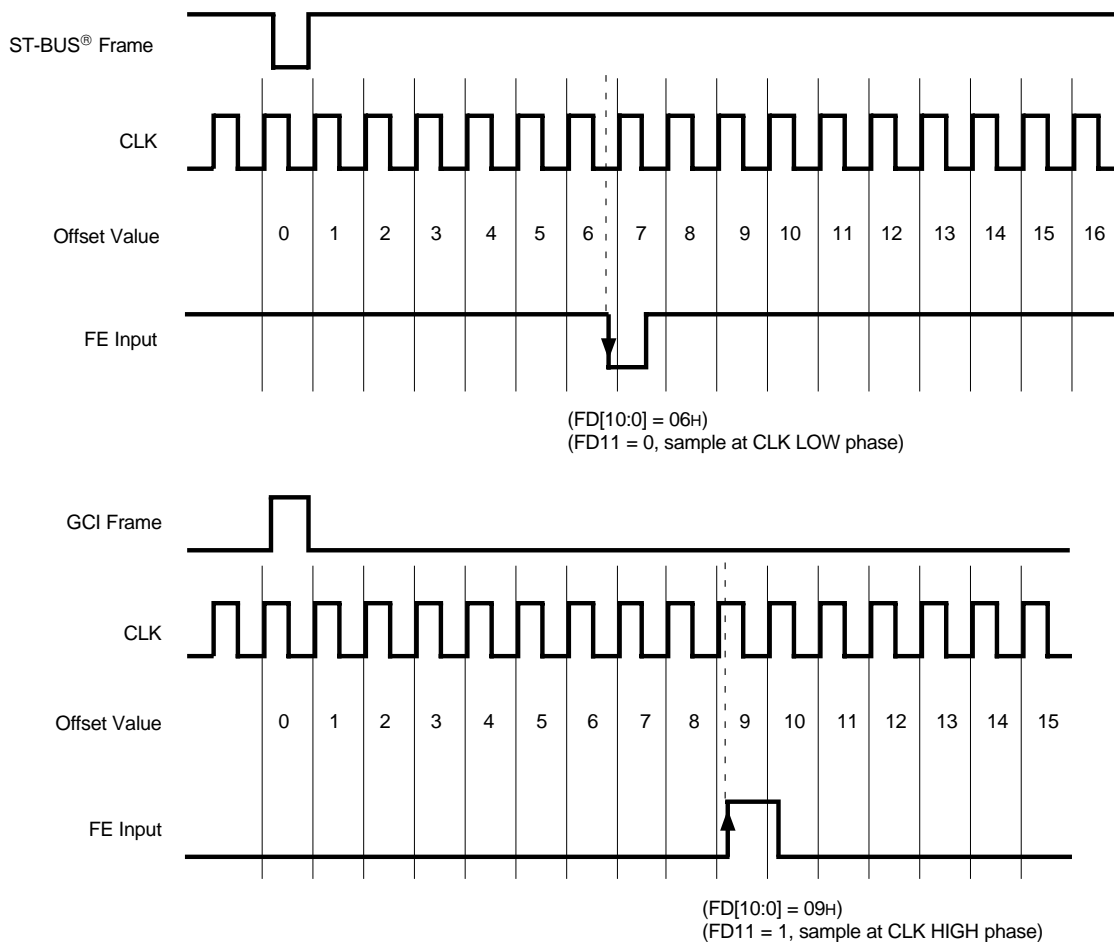 ST-BUS® Frame
CLK
Offset Value 0 1 2 3 4 5 6 7 8 9 10 11 12 13 14 15 16
FE Input
(FD[10:0] = 06H)
(FD11 = 0, sample at CLK LOW phase)
GCI Frame
CLK
Offset Value 0 1 2 3 4 5 6 7 8 9 10 11 12 13 14 15
FE Input
(FD[10:0] = 09H)
(FD11 = 1, sample at CLK HIGH phase)